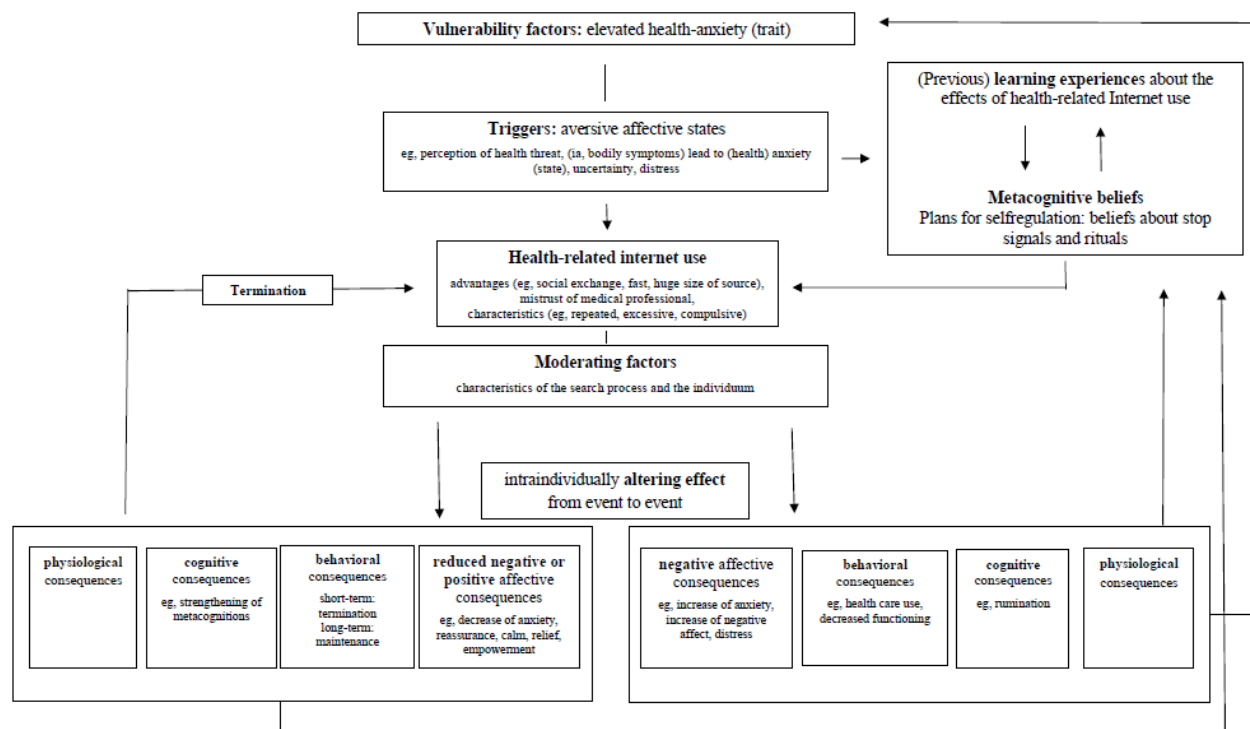 Vulnerability factors: elevated health-anxiety (trait)
(Previous) learning experiences about the
effects of health-related Internet use
Triggers: aversive affective states
eg, perception of health threat, (ia, bodily symptoms) lead to (health) anxiety
(state), uncertainty, distress
Metacognitive beliefs
Plans for selfregulation: beliefs about stop
signals and rituals
Health-related internet use
advantages (eg, social exchange, fast, huge size of source),
mistrust of medical professional,
characteristics (eg, repeated, excessive, compulsive)
Termination
Moderating factors
characteristics of the search process and the individuum
intraindividually altering effect
from event to event
physiological
consequences
cognitive
consequences
eg, strengthening of
metacognitions
behavioral
consequences
short-term:
termination
long-term:
maintenance
reduced negative or
positive affective
consequences
eg, decrease of anxiety,
reassurance, calm, relief,
empowerment
negative affective
consequences
eg, increase of anxiety,
increase of negative
affect, distress
behavioral
consequences
eg, health care use,
decreased functioning
cognitive
consequences
eg, rumination
physiological
consequences